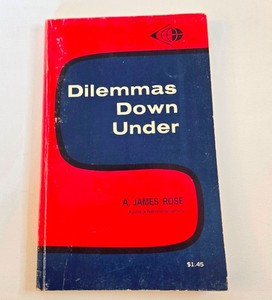 Dilemmas
Down
Under
A. JAMES ROSE
$1.45